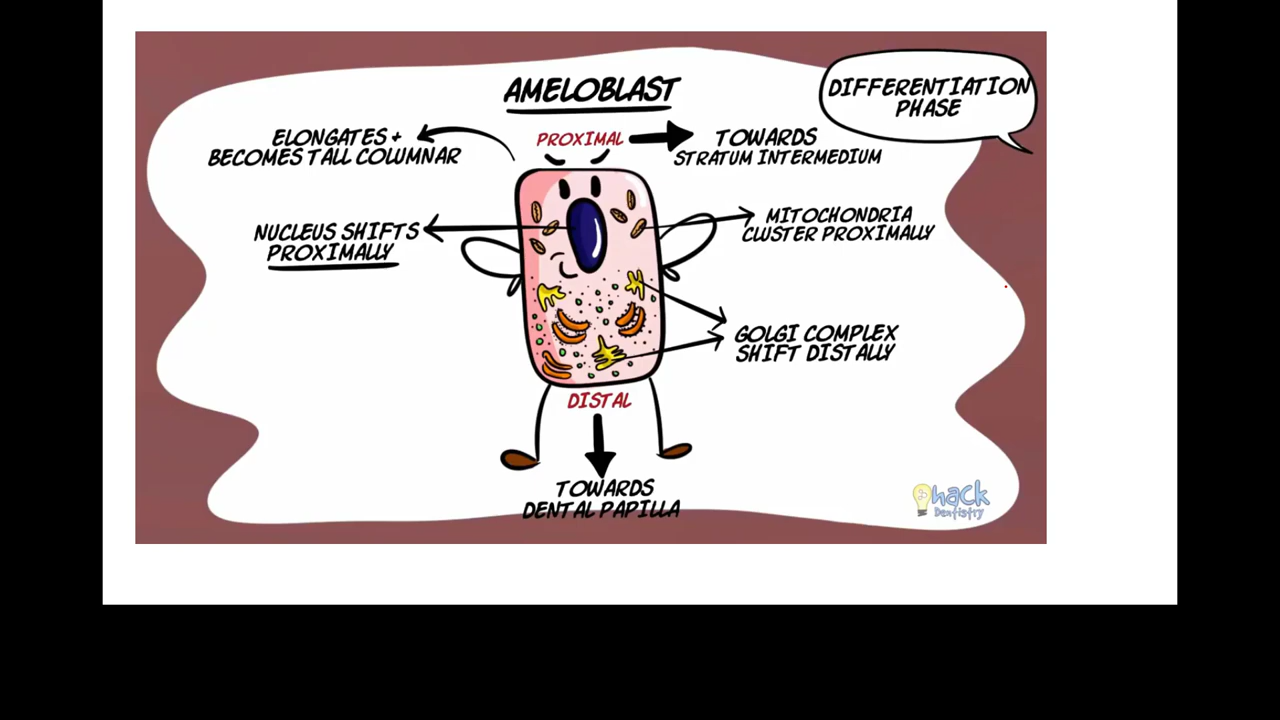 AMELOBLAST
DIFFERENTIATION
PHASE
ELONGATES +
BECOMES TALL COLUMNAR
PROXIMAL
TOWARDS
STRATUM INTERMEDIUM
NUCLEUS SHIFTS
PROXIMALLY
MITOCHONDRIA
CLUSTER PROXIMALLY
GOLGI COMPLEX
SHIFT DISTALLY
DISTAL
TOWARDS
DENTAL PAPILLA
hack
Dentistry